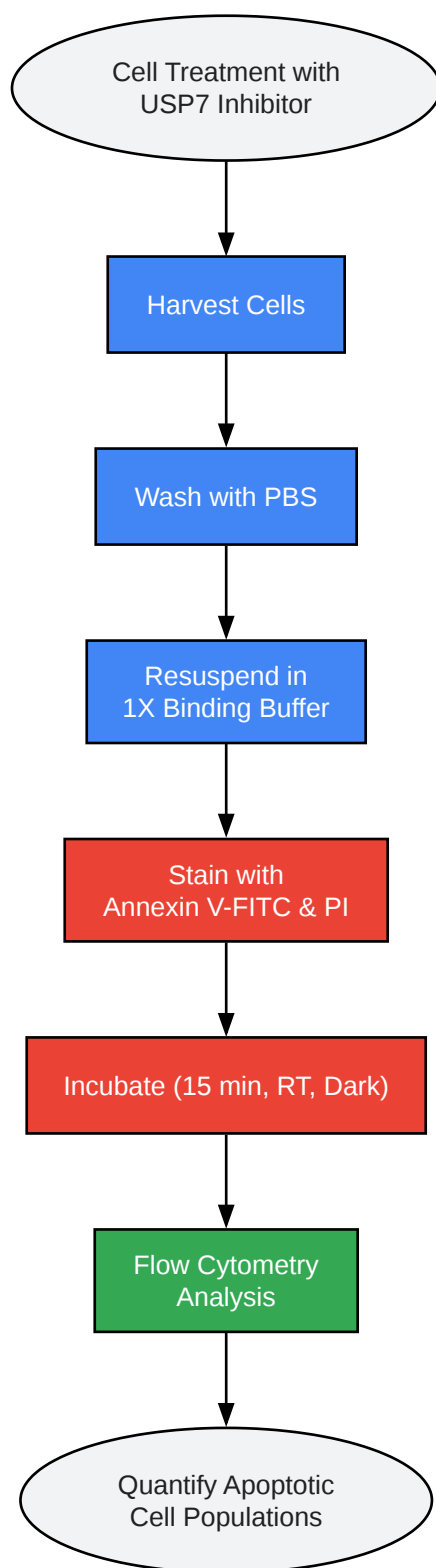 Cell Treatment with
USP7 Inhibitor
Harvest Cells
Wash with PBS
Resuspend in
1X Binding Buffer
Stain with
Annexin V-FITC & PI
Incubate (15 min, RT, Dark)
Flow Cytometry
Analysis
Quantify Apoptotic
Cell Populations